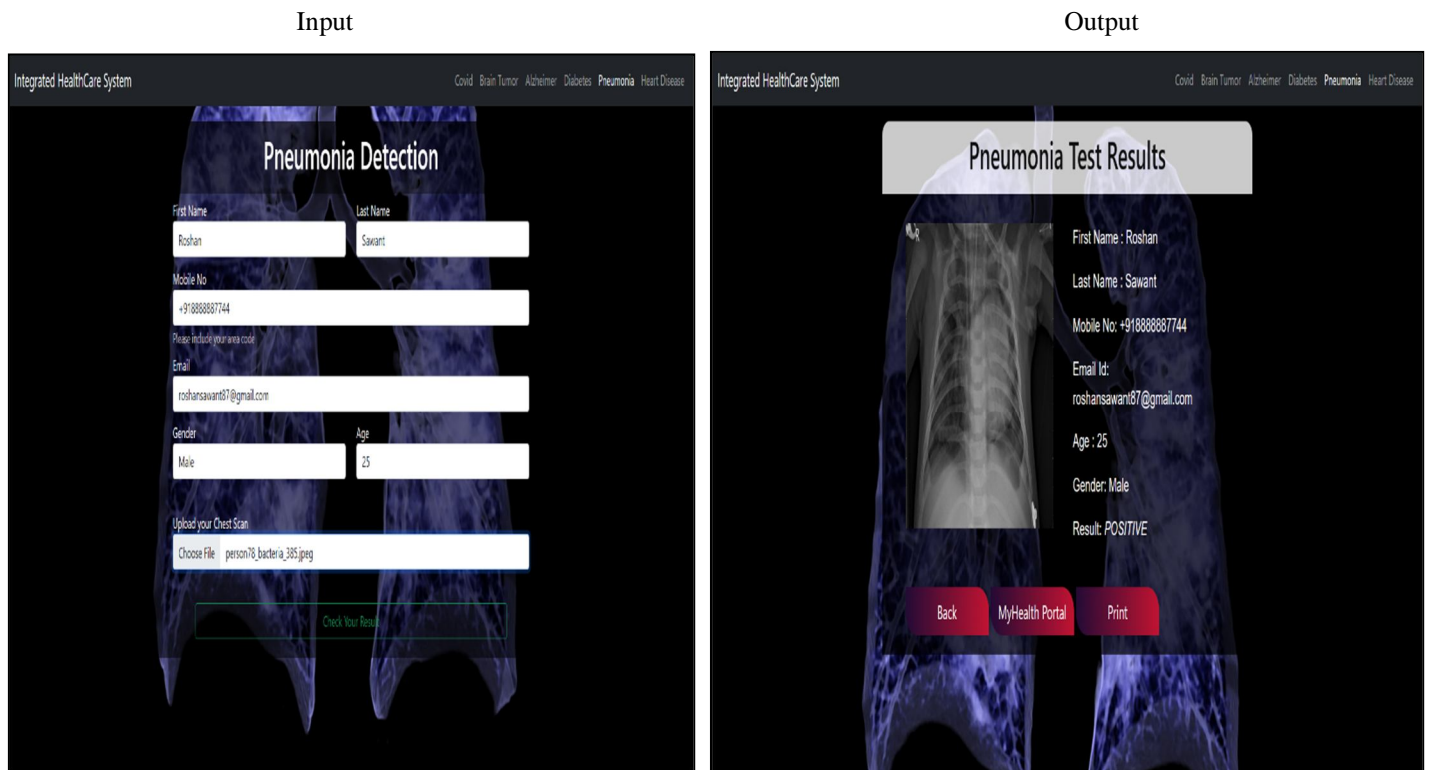 Input
Output
Integrated HealthCare System
Covid Brain Tumor Alzheimer Diabetes Pneumonia Heart Disease
Pneumonia Detection
First Name
Last Name
Roshan
Sawant
Mobile No
+918888887744
Please include your area code
Email
roshansawant87@gmail.com
Gender
Age
Male
25
Upload your Chest Scan
Choose File person78_bacteria_385.jpeg
Check Your Result
Integrated HealthCare System
Covid Brain Tumor Alzheimer Diabetes Pneumonia Heart Disease
Pneumonia Test Results
R
First Name : Roshan
Last Name : Sawant
Mobile No: +918888887744
Email Id:
roshansawant87@gmail.com
Age : 25
Gender: Male
Result: POSITIVE
Back
MyHealth Portal
Print